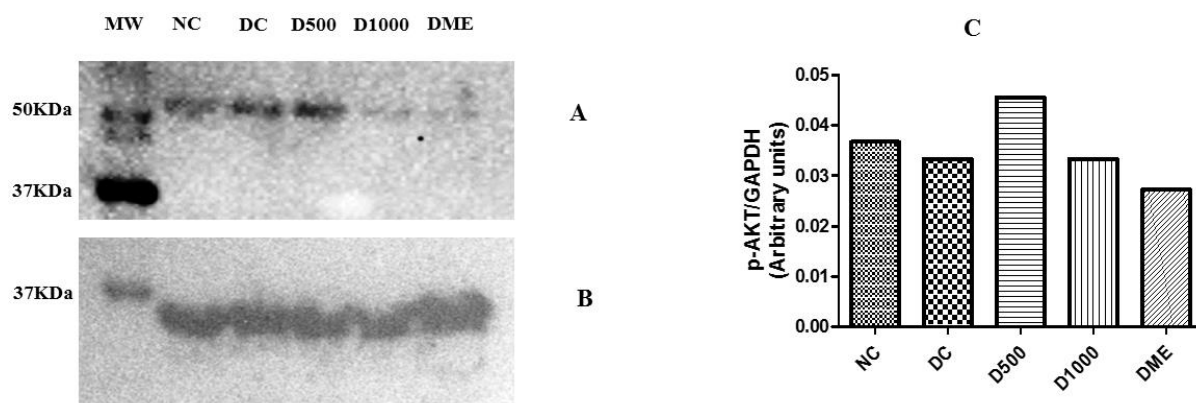 MW NC DC D500 D1000 DME
50KDa
A
37KDa
37KDa
B
C
p-AKT/GAPDH
(Arbitrary units)
0.05
0.04
0.03
0.02
0.01
0.00
NC DC D500 D1000 DME